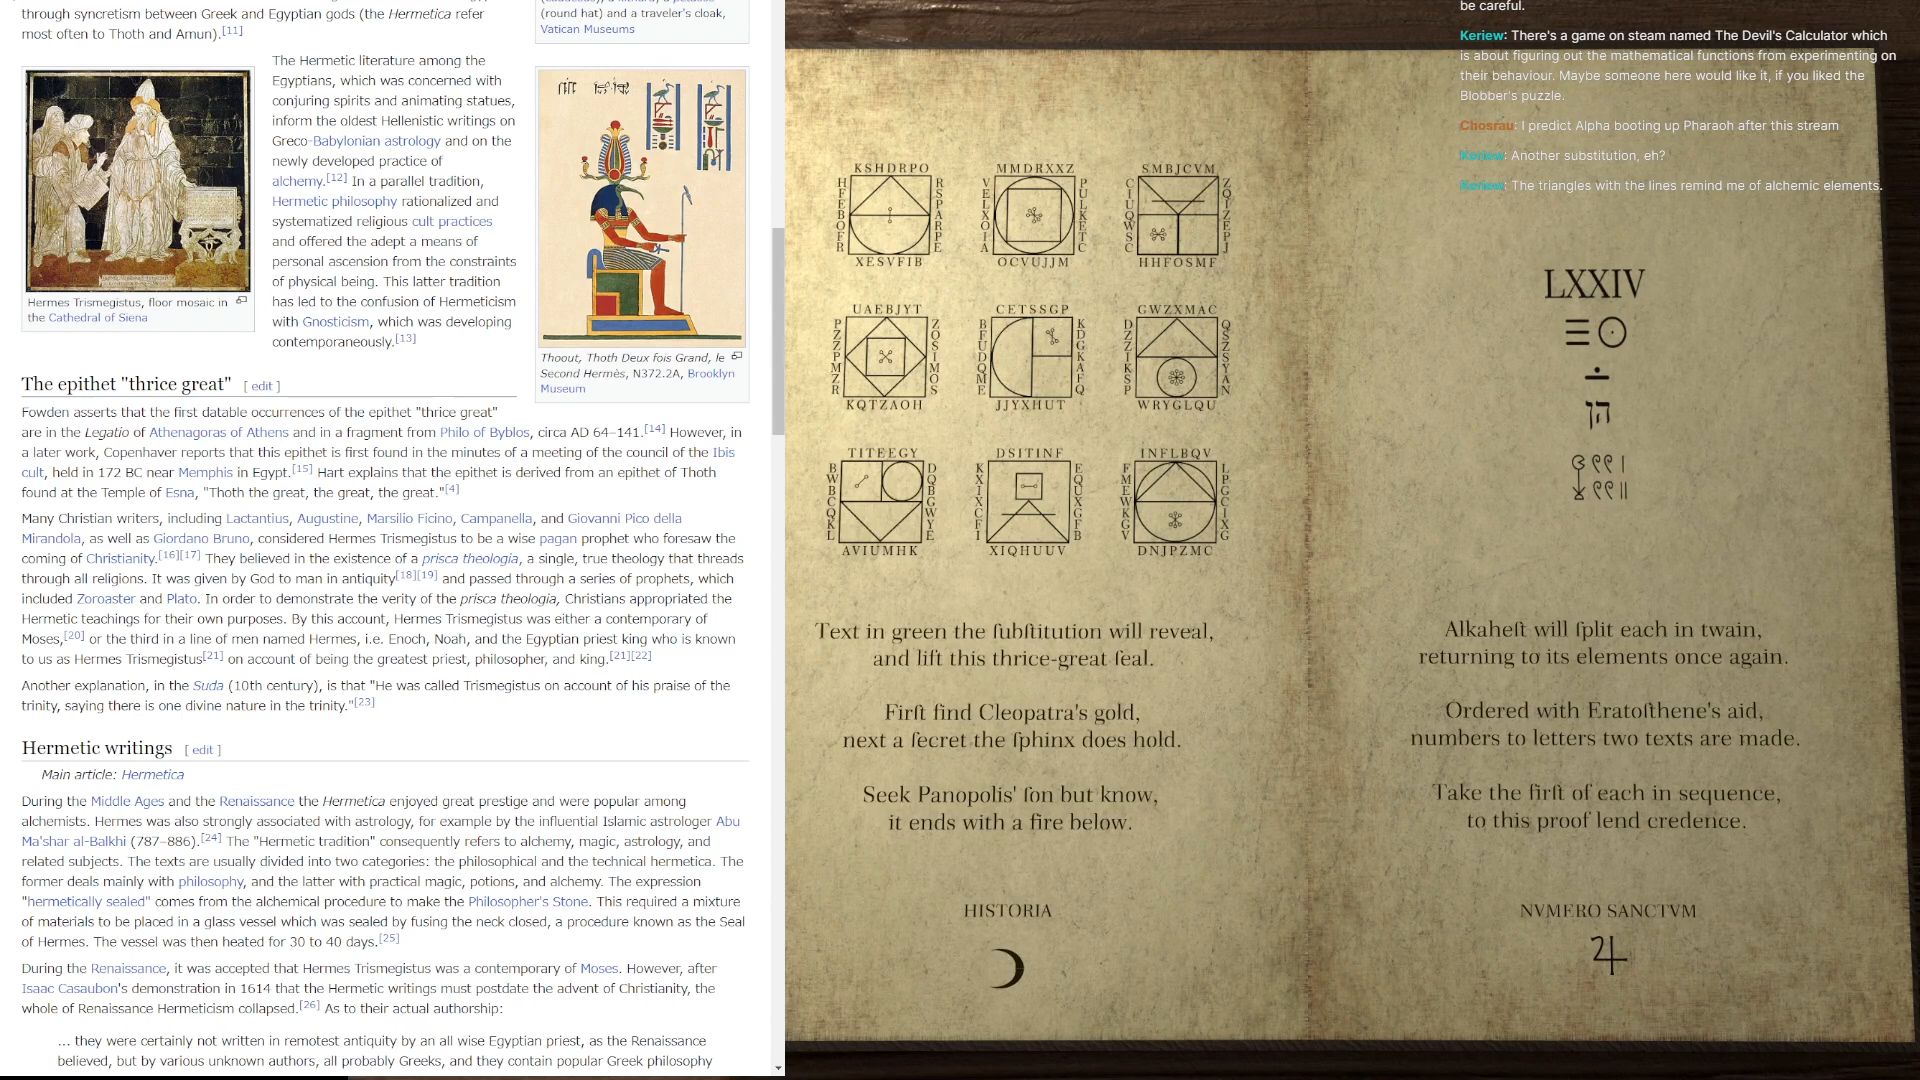 through syncretism between Greek and Egyptian gods (the Hermetica refer
most often to Thoth and Amun).[11]
(round hat) and a traveler's cloak,
Vatican Museums
The Hermetic literature among the
Egyptians, which was concerned with
conjuring spirits and animating statues,
inform the oldest Hellenistic writings on
Greco-Babylonian astrology and on the
newly developed practice of
alchemy.[12] In a parallel tradition,
Hermetic philosophy rationalized and
systematized religious cult practices
and offered the adept a means of
personal ascension from the constraints
of physical being. This latter tradition
has led to the confusion of Hermeticism
with Gnosticism, which was developing
contemporaneously.[13]
Hermes Trismegistus, floor mosaic in
the Cathedral of Siena
Thoout, Thoth Deux fois Grand, le
Second Hermés, N372.2A, Brooklyn
Museum
The epithet "thrice great" [ edit ]
Fowden asserts that the first datable occurrences of the epithet "thrice great"
are in the Legatio of Athenagoras of Athens and in a fragment from Philo of Byblos, circa AD 64–141.[14] However, in
a later work, Copenhaver reports that this epithet is first found in the minutes of a meeting of the council of the Ibis
cult, held in 172 BC near Memphis in Egypt.[15] Hart explains that the epithet is derived from an epithet of Thoth
found at the Temple of Esna, "Thoth the great, the great, the great."[4]
Many Christian writers, including Lactantius, Augustine, Marsilio Ficino, Campanella, and Giovanni Pico della
Mirandola, as well as Giordano Bruno, considered Hermes Trismegistus to be a wise pagan prophet who foresaw the
coming of Christianity.[16][17] They believed in the existence of a prisca theologia, a single, true theology that threads
through all religions. It was given by God to man in antiquity[18][19] and passed through a series of prophets, which
included Zoroaster and Plato. In order to demonstrate the verity of the prisca theologia, Christians appropriated the
Hermetic teachings for their own purposes. By this account, Hermes Trismegistus was either a contemporary of
Moses,[20] or the third in a line of men named Hermes, i.e. Enoch, Noah, and the Egyptian priest king who is known
to us as Hermes Trismegistus[21] on account of being the greatest priest, philosopher, and king.[21][22]
Another explanation, in the Suda (10th century), is that "He was called Trismegistus on account of his praise of the
trinity, saying there is one divine nature in the trinity."[23]
Hermetic writings [ edit ]
Main article: Hermetica
During the Middle Ages and the Renaissance the Hermetica enjoyed great prestige and were popular among
alchemists. Hermes was also strongly associated with astrology, for example by the influential Islamic astrologer Abu
Ma'shar al-Balkhi (787–886).[24] The "Hermetic tradition" consequently refers to alchemy, magic, astrology, and
related subjects. The texts are usually divided into two categories: the philosophical and the technical hermetica. The
former deals mainly with philosophy, and the latter with practical magic, potions, and alchemy. The expression
"hermetically sealed" comes from the alchemical procedure to make the Philosopher's Stone. This required a mixture
of materials to be placed in a glass vessel which was sealed by fusing the neck closed, a procedure known as the Seal
of Hermes. The vessel was then heated for 30 to 40 days.[25]
During the Renaissance, it was accepted that Hermes Trismegistus was a contemporary of Moses. However, after
Isaac Casaubon's demonstration in 1614 that the Hermetic writings must postdate the advent of Christianity, the
whole of Renaissance Hermeticism collapsed.[26] As to their actual authorship:
... they were certainly not written in remotest antiquity by an all wise Egyptian priest, as the Renaissance
believed, but by various unknown authors, all probably Greeks, and they contain popular Greek philosophy
KSHDRPO
HFEBOFR
RSPARPE
XESVFIB
MMDRXXZ
VELXOIA
PULKETC
OCVUJJM
SMBJCVM
CIUQWSC
ZQIZEPJ
HHFOSMF
UAEBJYT
PZZPMZR
ZOSIMOS
KQTZAOH
CETSSGP
BFUDQME
KDGKAFQ
JJYXHUT
GWZXMAC
DZZIKSP
QSZSYAN
WRYGLQU
TITEEGY
BWBCQKL
DQBGWYE
AVIUMHK
DSITINF
KXIXCFI
EQUXGFB
XIQHUUV
INFLBQV
FMEWKGV
LPGCIXG
DNJPZMC
Text in green the ſubſtitution will reveal,
and lift this thrice-great ſeal.
Firſt find Cleopatra's gold,
next a ſecret the ſphinx does hold.
Seek Panopolis' ſon but know,
it ends with a fire below.
HISTORIA
be careful.
Keriew: There's a game on steam named The Devil's Calculator which
is about figuring out the mathematical functions from experimenting on
their behaviour. Maybe someone here would like it, if you liked the
Blobber's puzzle.
Chosrau: I predict Alpha booting up Pharaoh after this stream
Keriew: Another substitution, eh?
Keriew: The triangles with the lines remind me of alchemic elements.
LXXIV
הן
Alkaheſt will ſplit each in twain,
returning to its elements once again.
Ordered with Eratoſthene's aid,
numbers to letters two texts are made.
Take the firſt of each in sequence,
to this proof lend credence.
NVMERO SANCTVM
♃